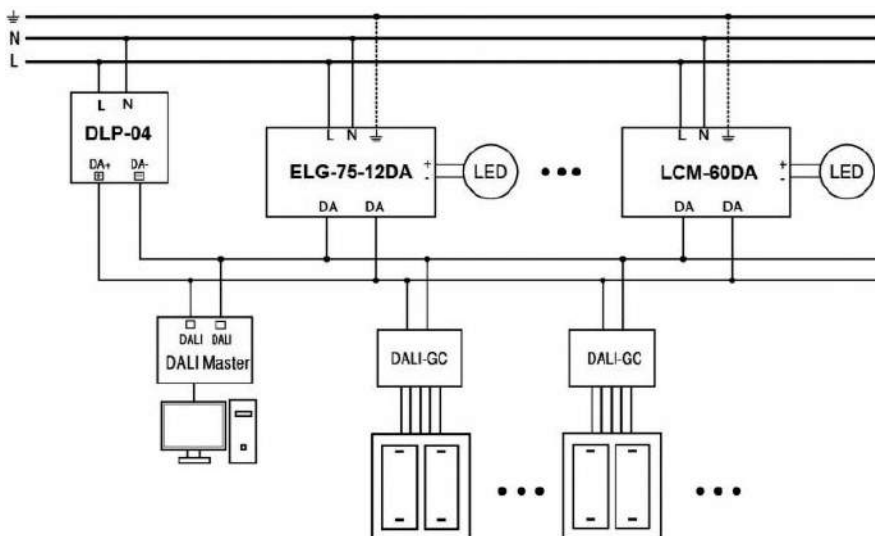 ⏚
N
L
L N
DLP-04
DA+ DA-
L N ⏚
ELG-75-12DA
+
-
DA DA
LED
L N ⏚
LCM-60DA
+
-
DA DA
LED
DALI DALI
DALI Master
DALI-GC
DALI-GC